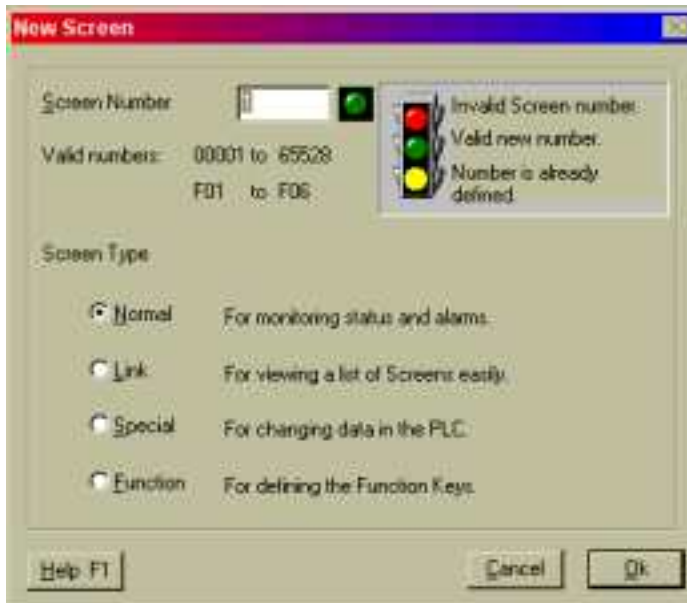 New Screen
Screen Number
Invalid Screen number.
Valid new number.
Number is already
defined.
Valid numbers: 00001 to 65528
F01 to F06
Screen Type
Normal For monitoring status and alarms.
Link For viewing a list of Screens easily.
Special For changing data in the PLC.
Function For defining the Function Keys.
Help F1
Cancel
Ok